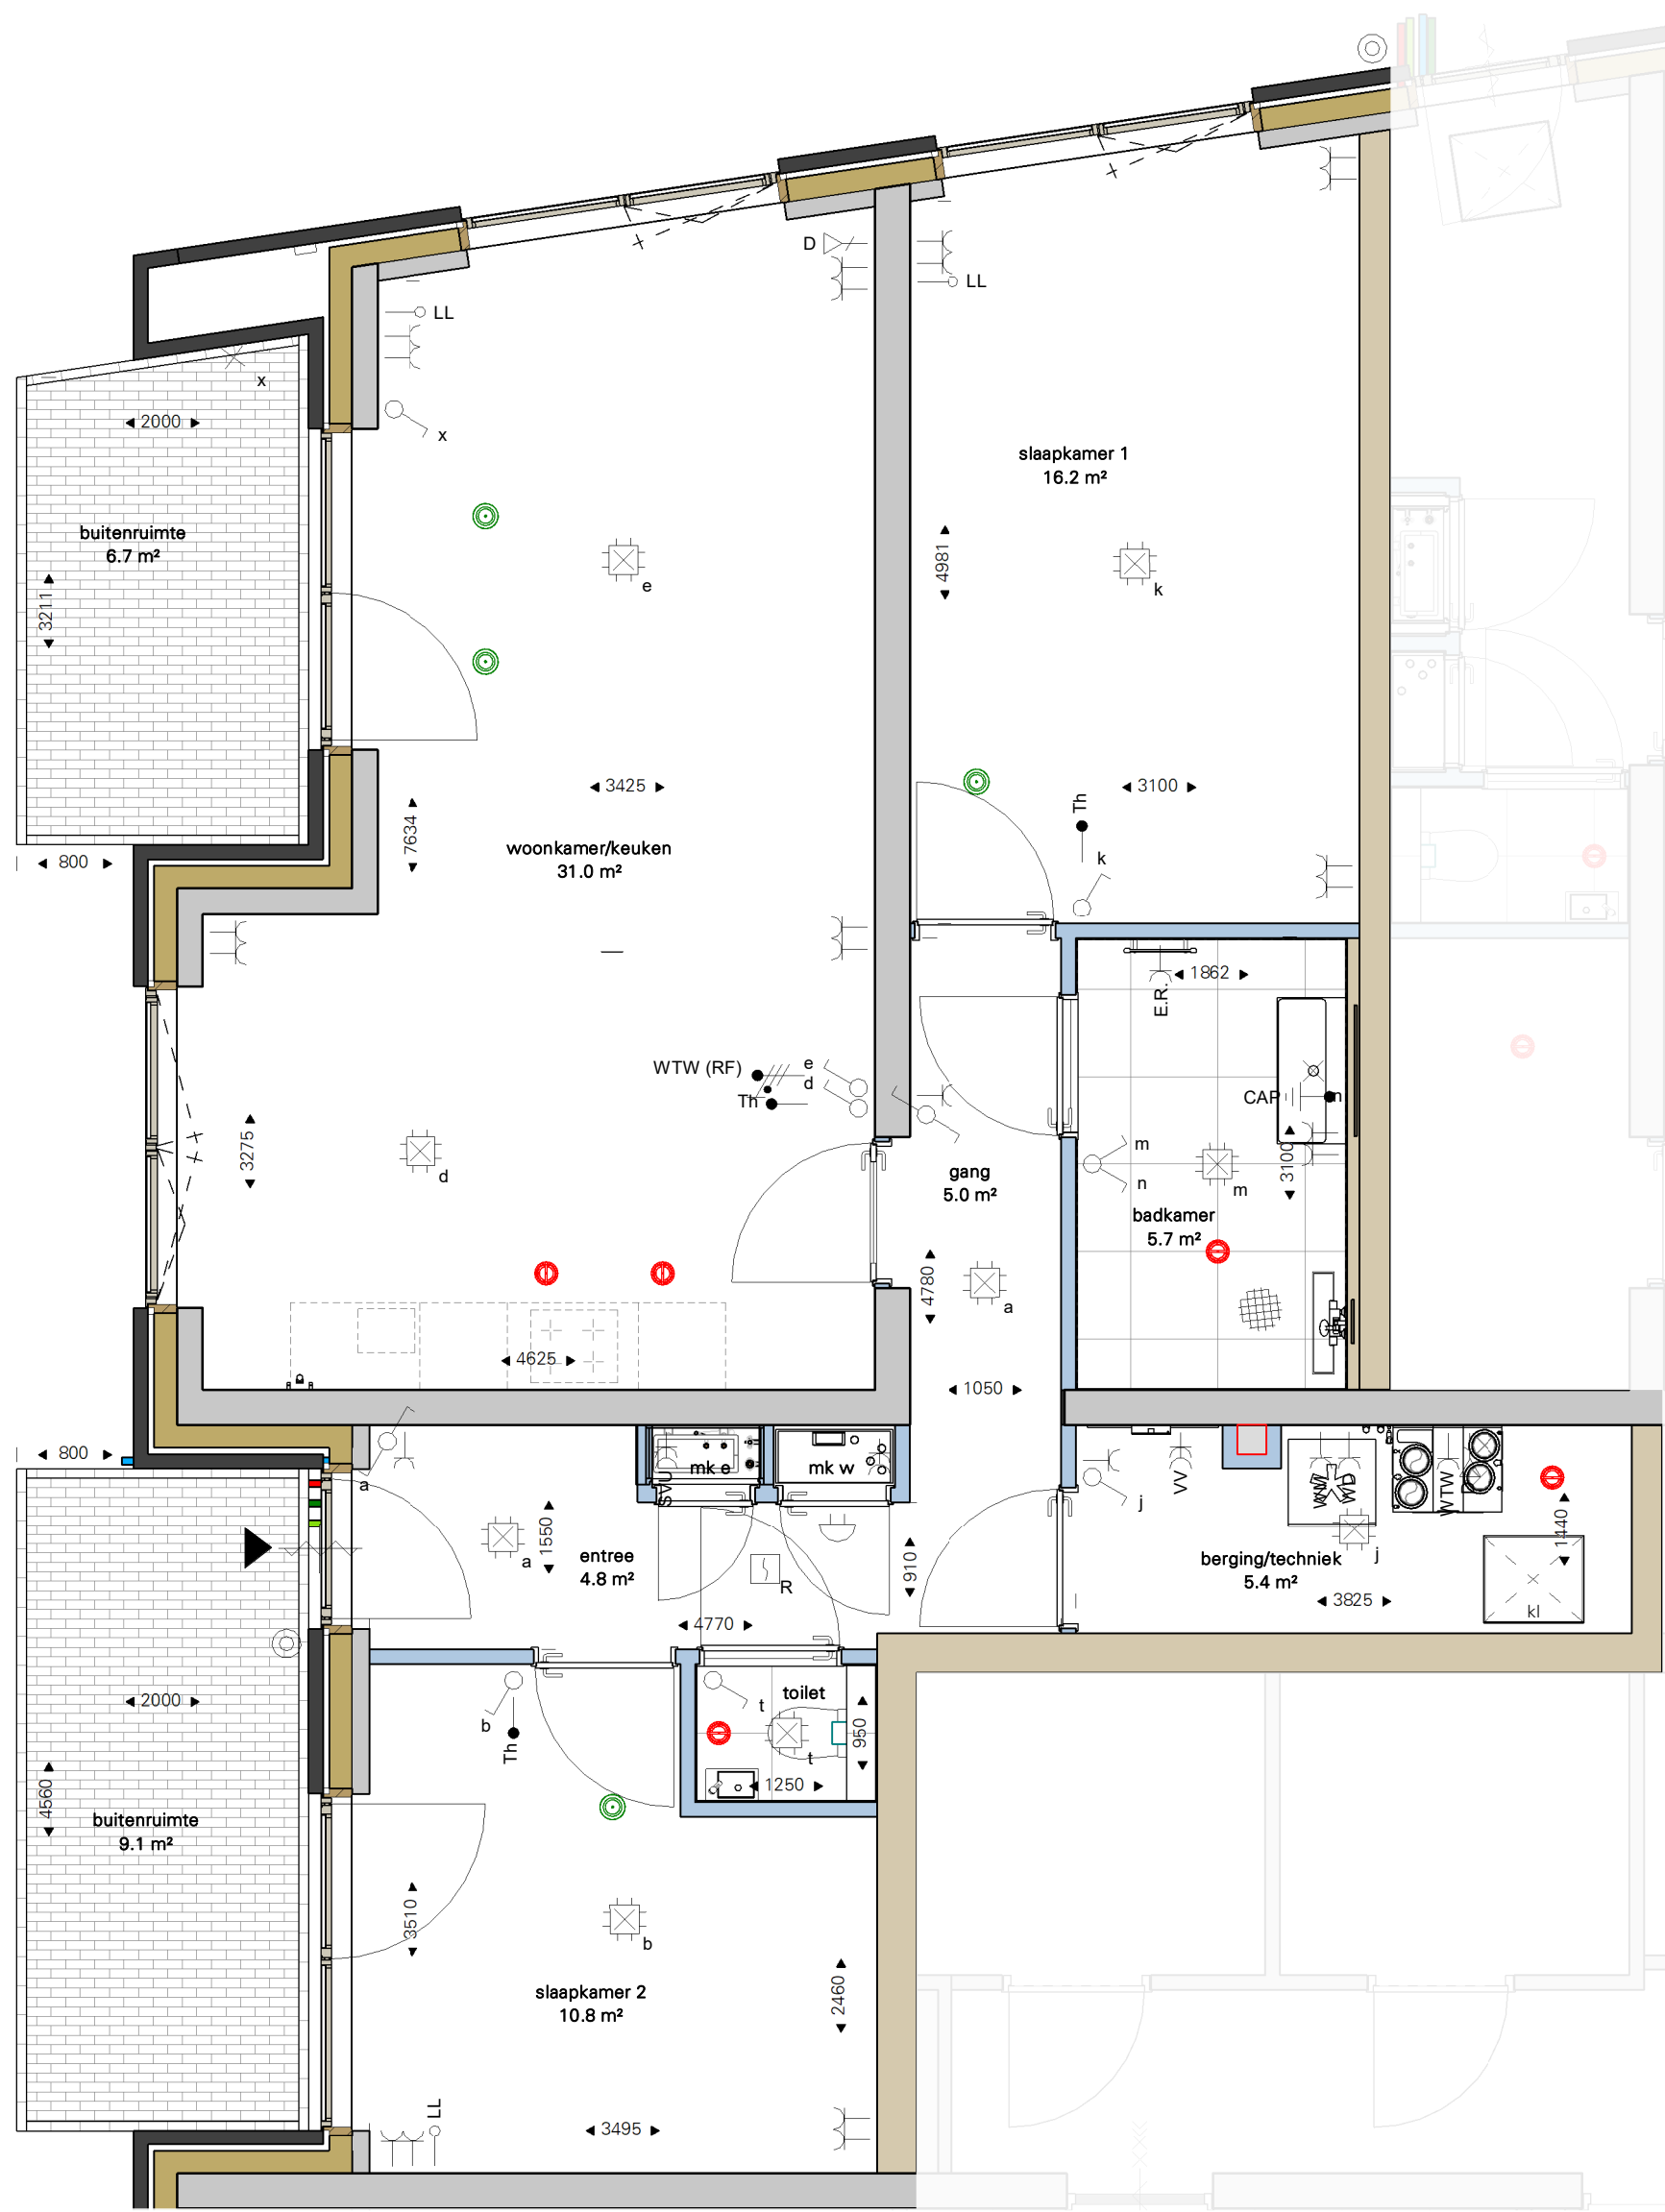 D
LL
LL
x
2000
x
slaapkamer 1
16.2 m²
buitenruimte
6.7 m²
4981
e
k
3211
3425
3100
Th
7634
woonkamer/keuken
31.0 m²
k
800
1862
E.R.
WTW (RF)
e
d
Th
CAP
n
3275
d
m
n
3100
m
gang
5.0 m²
badkamer
5.7 m²
4780
a
4625
1050
800
a
mk e
mk w
SVU
VV
WM
WD
WTW
j
1440
1550
a
entree
4.8 m²
R
910
berging/techniek
5.4 m²
j
3825
kl
4770
2000
b
Th
toilet
t
t
950
1250
4560
buitenruimte
9.1 m²
3510
b
slaapkamer 2
10.8 m²
2460
LL
3495